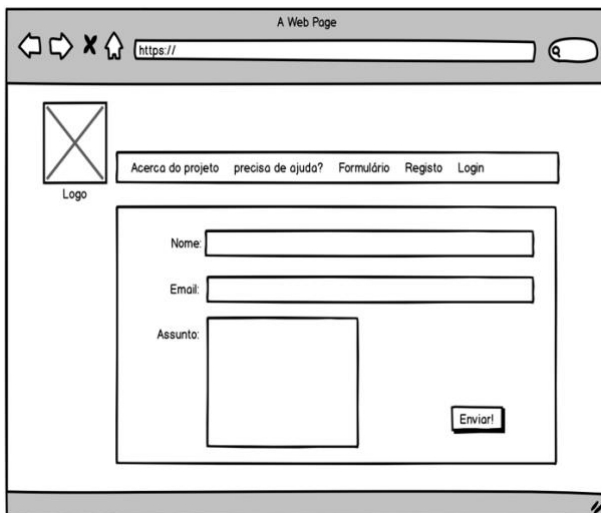 A Web Page
https://
Logo
Acerca do projeto precisa de ajuda? Formulário Registo Login
Nome:
Email:
Assunto:
Enviar!